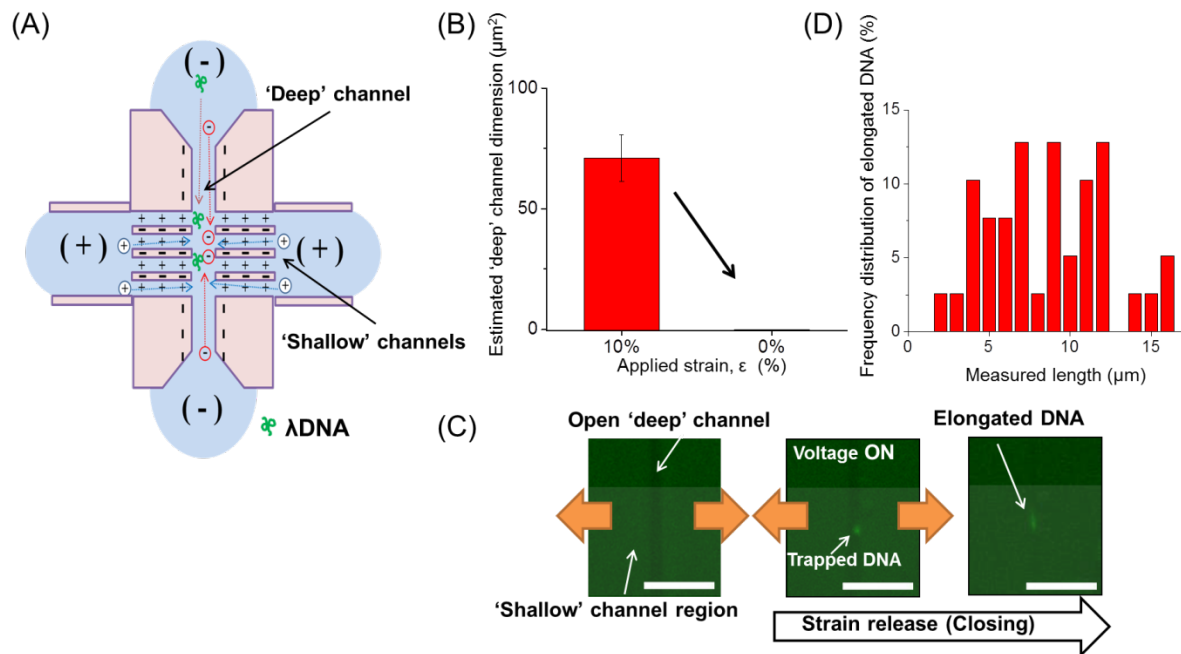 (A)
(-)
'Deep' channel
(+)
(+)
'Shallow' channels
(-)
λDNA
(B)
Estimated 'deep' channel dimension (µm²)
100
50
0
10%
0%
Applied strain, ε (%)
(D)
Frequency distribution of elongated DNA (%)
15
10
5
0
0
5
10
15
Measured length (µm)
(C)
Open 'deep' channel
'Shallow' channel region
Voltage ON
Trapped DNA
Elongated DNA
Strain release (Closing)